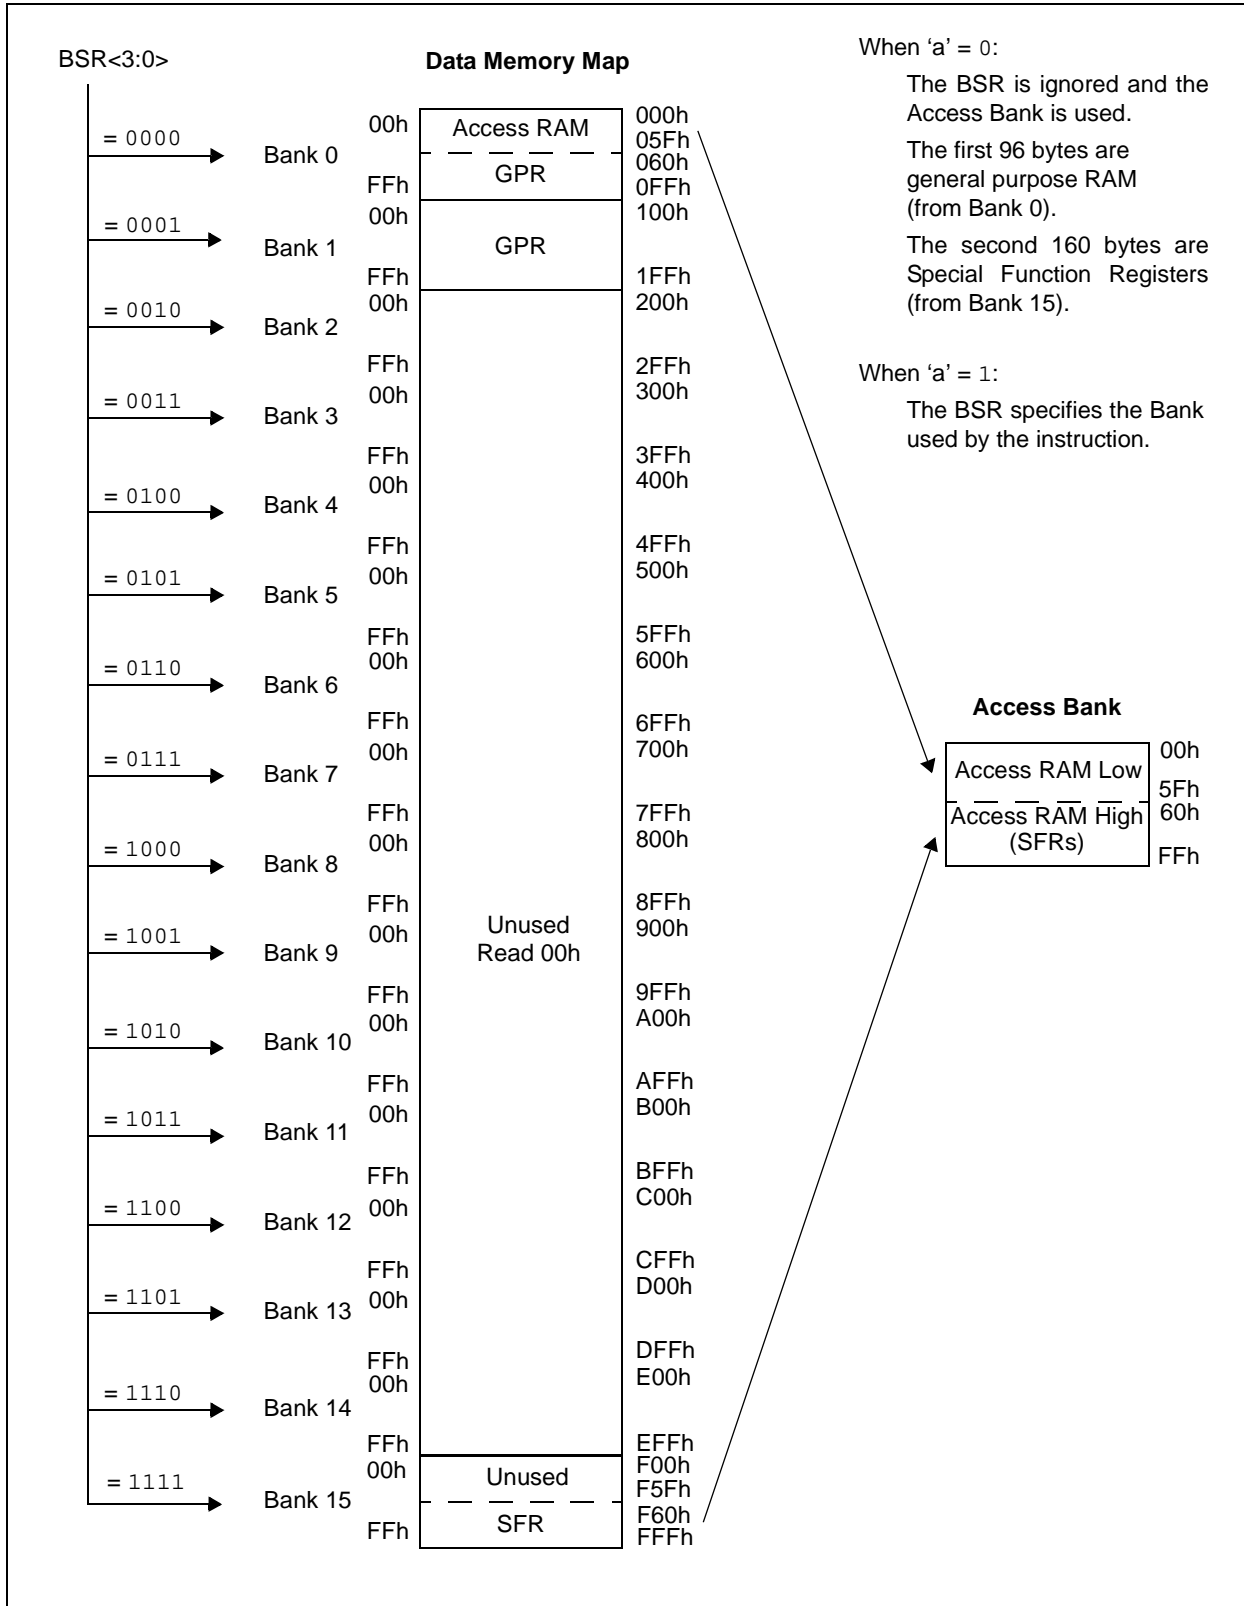 BSR<3:0>
Data Memory Map
When ‘a’ = 0:
The BSR is ignored and the
Access Bank is used.
The first 96 bytes are
general purpose RAM
(from Bank 0).
The second 160 bytes are
Special Function Registers
(from Bank 15).
When ‘a’ = 1:
The BSR specifies the Bank
used by the instruction.
= 0000
Bank 0
00h
FFh
Access RAM
GPR
000h
05Fh
060h
0FFh
= 0001
Bank 1
00h
FFh
GPR
100h
1FFh
= 0010
Bank 2
00h
FFh
200h
2FFh
= 0011
Bank 3
00h
FFh
300h
3FFh
= 0100
Bank 4
00h
FFh
400h
4FFh
= 0101
Bank 5
00h
FFh
500h
5FFh
= 0110
Bank 6
00h
FFh
600h
6FFh
= 0111
Bank 7
00h
FFh
700h
7FFh
= 1000
Bank 8
00h
FFh
800h
8FFh
= 1001
Bank 9
00h
FFh
Unused
Read 00h
900h
9FFh
= 1010
Bank 10
00h
FFh
A00h
AFFh
= 1011
Bank 11
00h
FFh
B00h
BFFh
= 1100
Bank 12
00h
FFh
C00h
CFFh
= 1101
Bank 13
00h
FFh
D00h
DFFh
= 1110
Bank 14
00h
FFh
E00h
EFFh
= 1111
Bank 15
00h
FFh
Unused
SFR
F00h
F5Fh
F60h
FFFh
Access Bank
Access RAM Low
Access RAM High
(SFRs)
00h
5Fh
60h
FFh